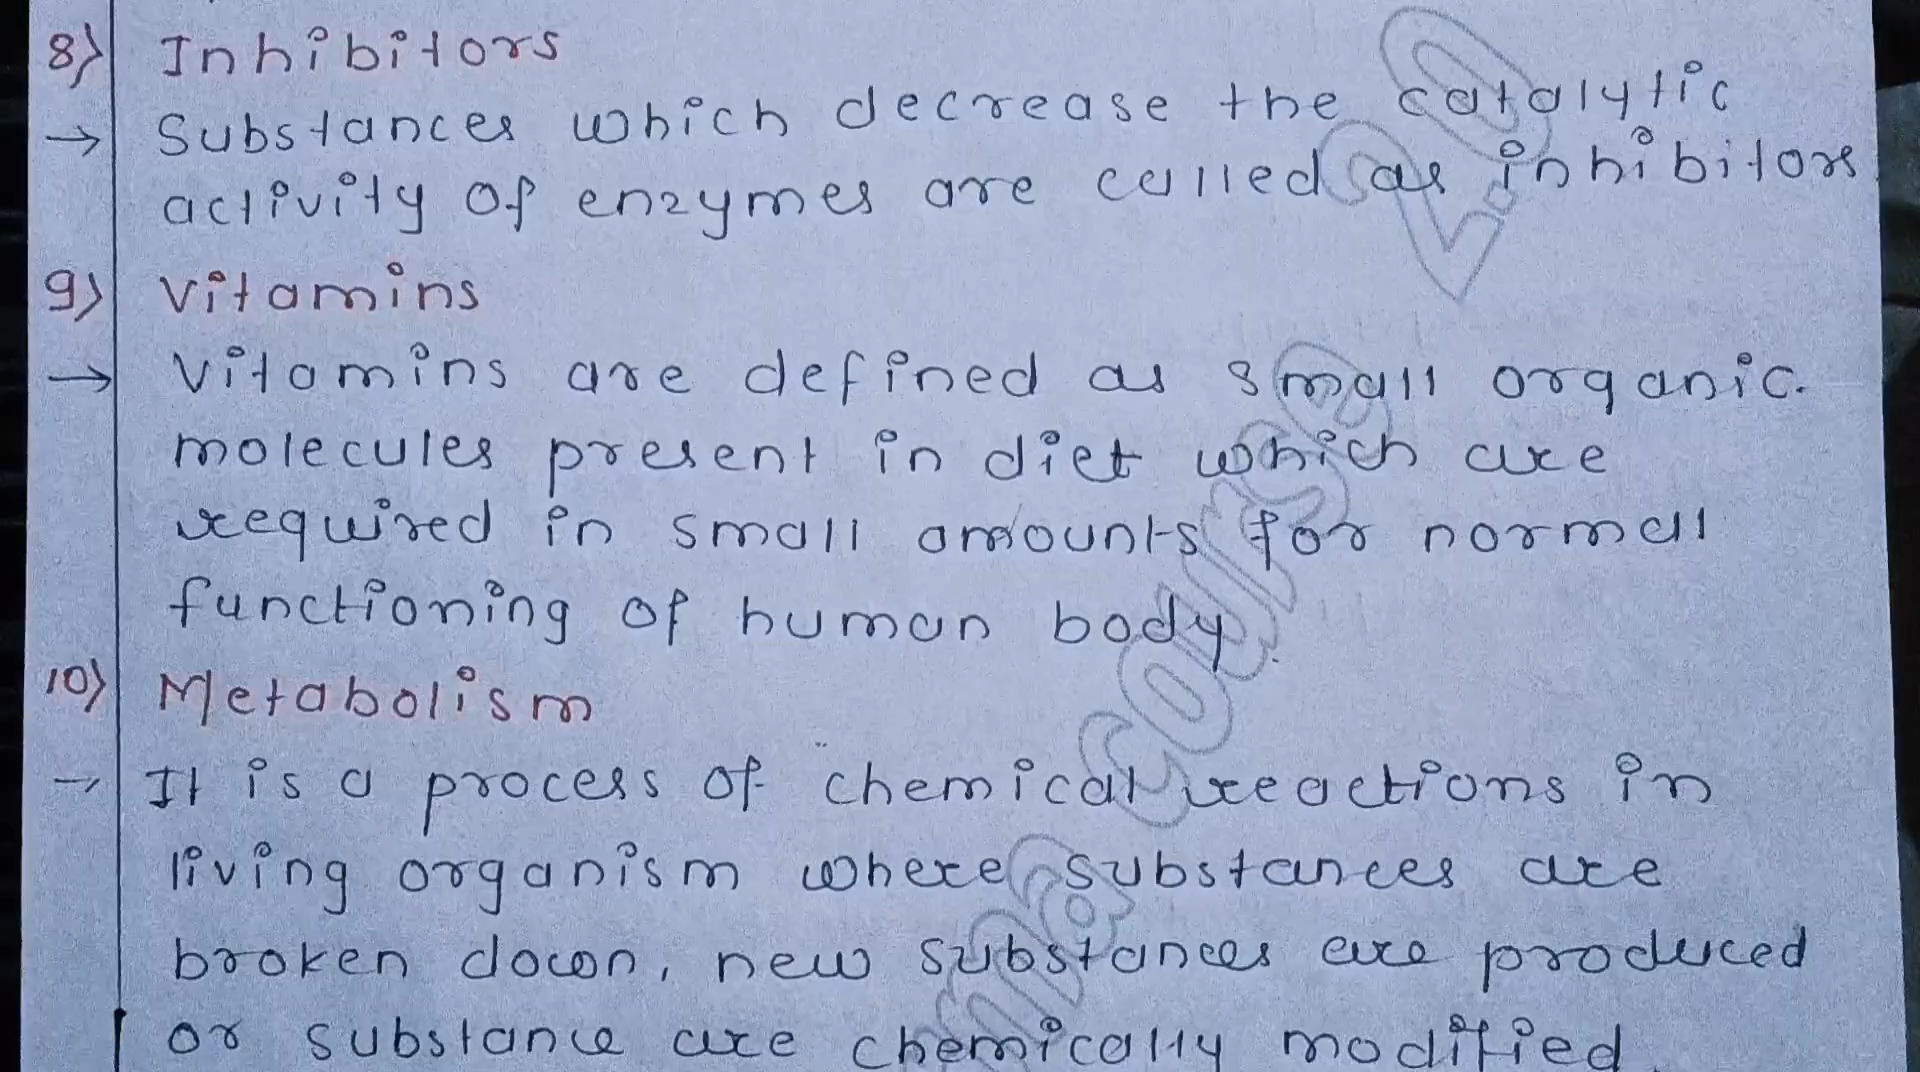 8) Inhibitors
→ Substances which decrease the catalytic
activity of enzymes are called as inhibitors
9) Vitamins
→ Vitamins are defined as small organic
molecules present in diet which are
required in small amounts for normal
functioning of human body.
10) Metabolism
→ It is a process of chemical reactions in
living organism where substances are
broken down, new substances are produced
or substance are chemically modified.